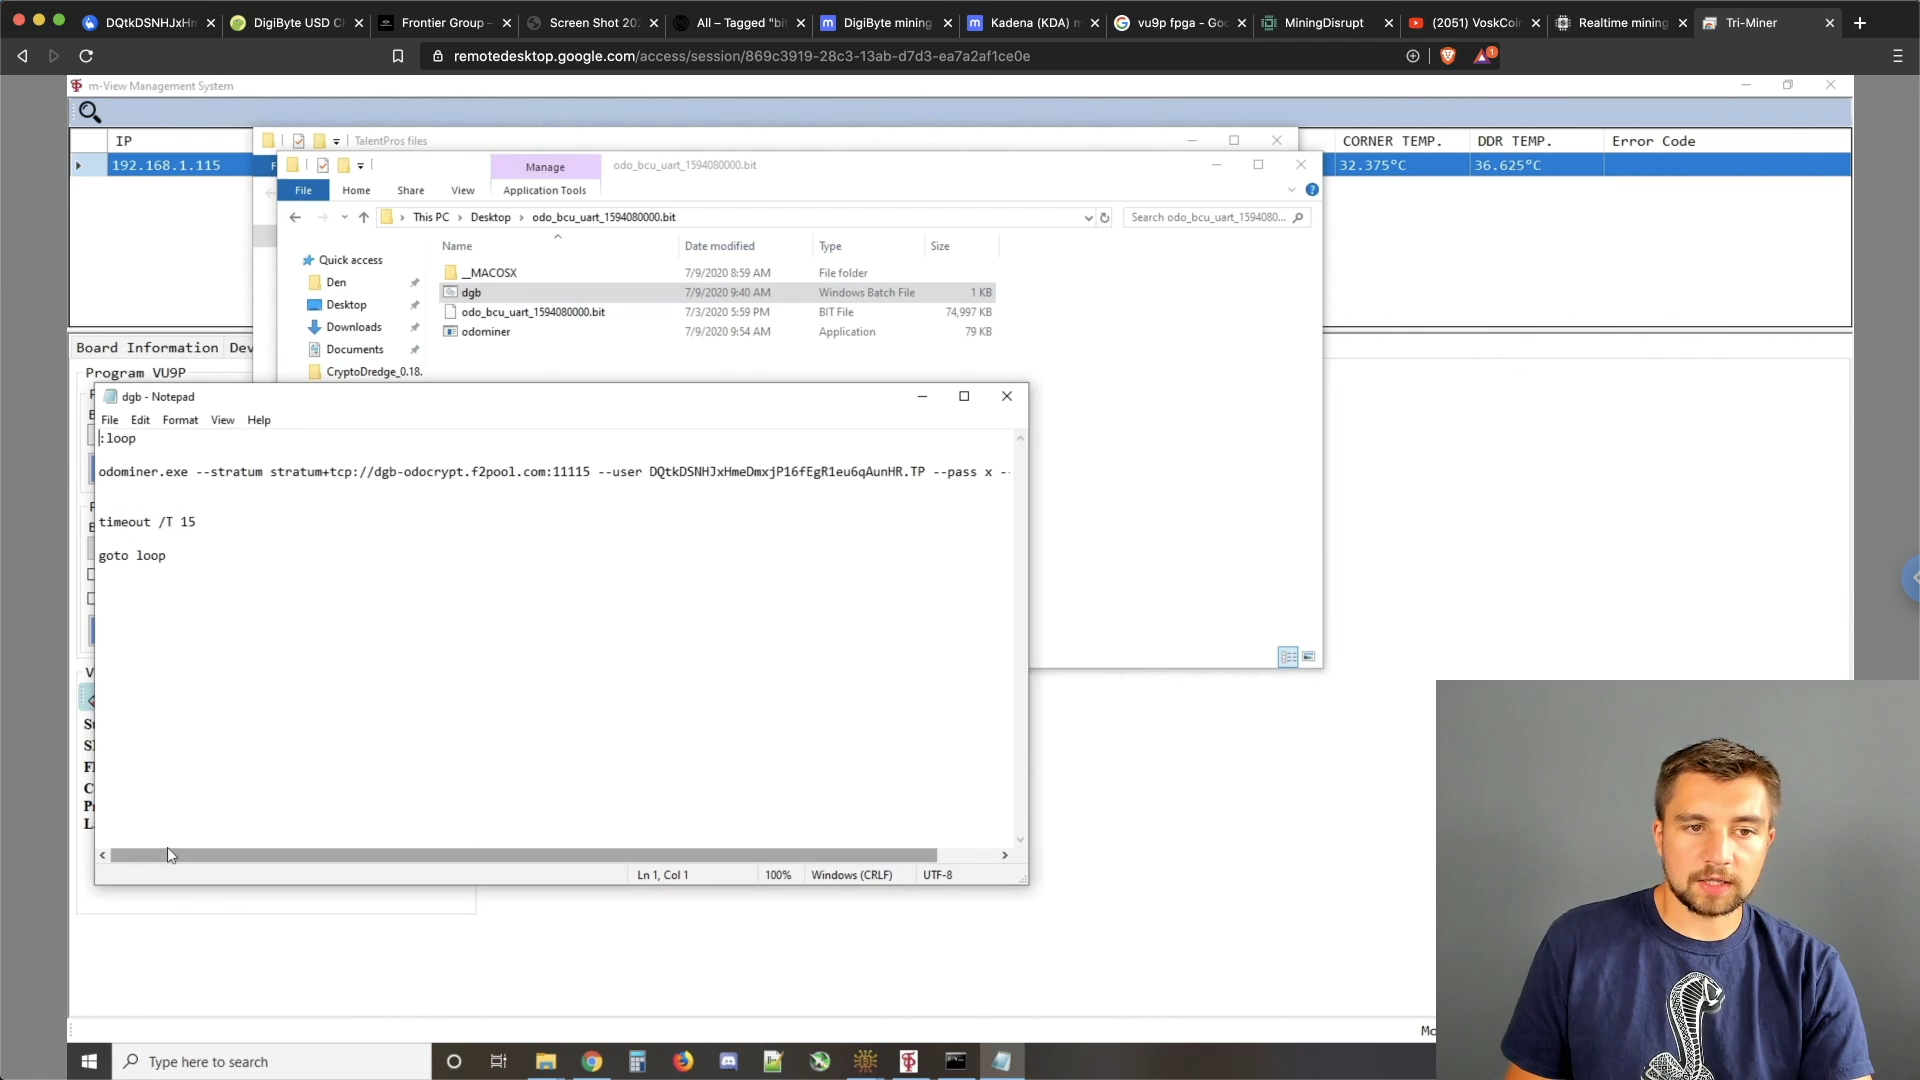 DQtkDSNHJxHm
DigiByte USD C
Frontier Group –
Screen Shot 202
All – Tagged "bit
DigiByte mining
Kadena (KDA) m
vu9p fpga - Goo
MiningDisrupt
(2051) VoskCoin
Realtime mining
Tri-Miner
remotedesktop.google.com/access/session/869c3919-28c3-13ab-d7d3-ea7a2af1ce0e
1
m-View Management System
IP
TalentPros files
CORNER TEMP.
DDR TEMP.
Error Code
192.168.1.115
32.375°C
36.625°C
Manage
odo_bcu_uart_1594080000.bit
File
Home
Share
View
Application Tools
This PC
Desktop
odo_bcu_uart_1594080000.bit
Search odo_bcu_uart_1594080...
Name
Date modified
Type
Size
Quick access
Den
Desktop
Downloads
Documents
CryptoDredge_0.18.
__MACOSX
7/9/2020 8:59 AM
File folder
dgb
7/9/2020 9:40 AM
Windows Batch File
1 KB
odo_bcu_uart_1594080000.bit
7/3/2020 5:59 PM
BIT File
74,997 KB
odominer
7/9/2020 9:54 AM
Application
79 KB
Board Information
Dev
Program VU9P
dgb - Notepad
File
Edit
Format
View
Help
:loop
odominer.exe --stratum stratum+tcp://dgb-odocrypt.f2pool.com:11115 --user DQtkDSNHJxHmeDmxjP16fEgR1eu6qAunHR.TP --pass x -
timeout /T 15
goto loop
Ln 1, Col 1
100%
Windows (CRLF)
UTF-8
Type here to search